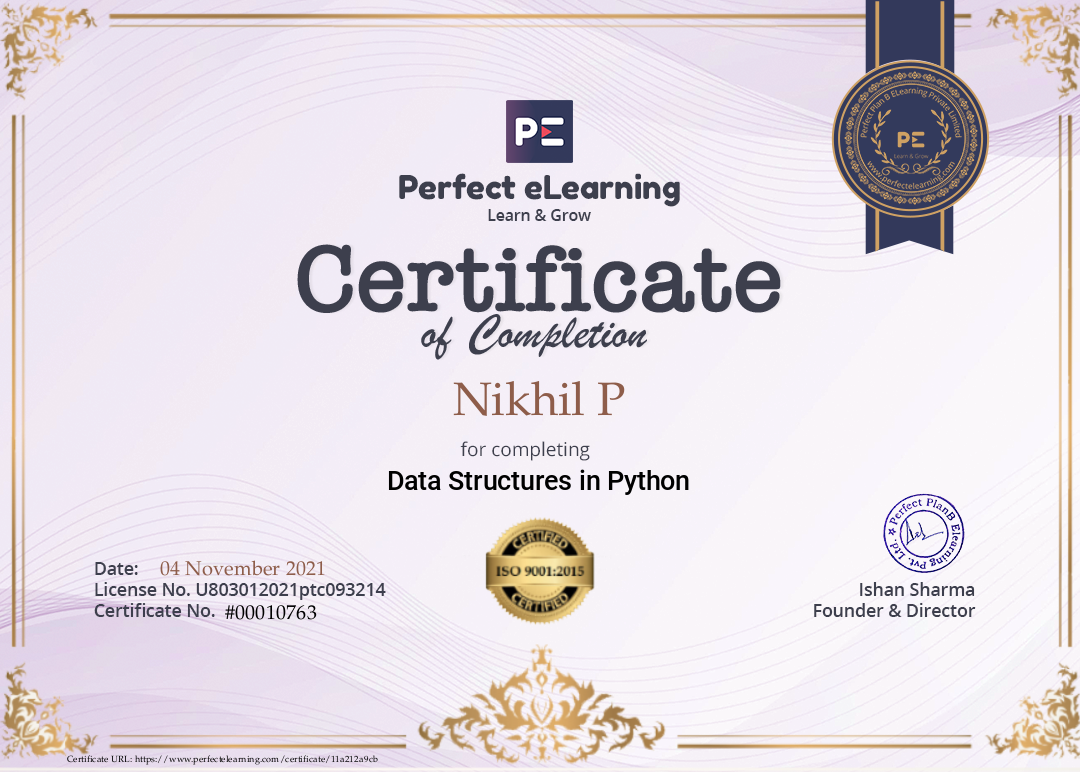 PE
Perfect eLearning
Learn & Grow
Perfect Plan B ELearning Private Limited
PE
Learn & Grow
www.perfectelearning.com
Certificate
of Completion
Nikhil P
for completing
Data Structures in Python
CERTIFIED
ISO 9001:2015
CERTIFIED
Perfect PlanB Elearning Pvt. Ltd.
Date: 04 November 2021
License No. U803012021ptc093214
Certificate No. #00010763
Ishan Sharma
Founder & Director
Certificate URL: https://www.perfectelearning.com/certificate/11a212a9cb